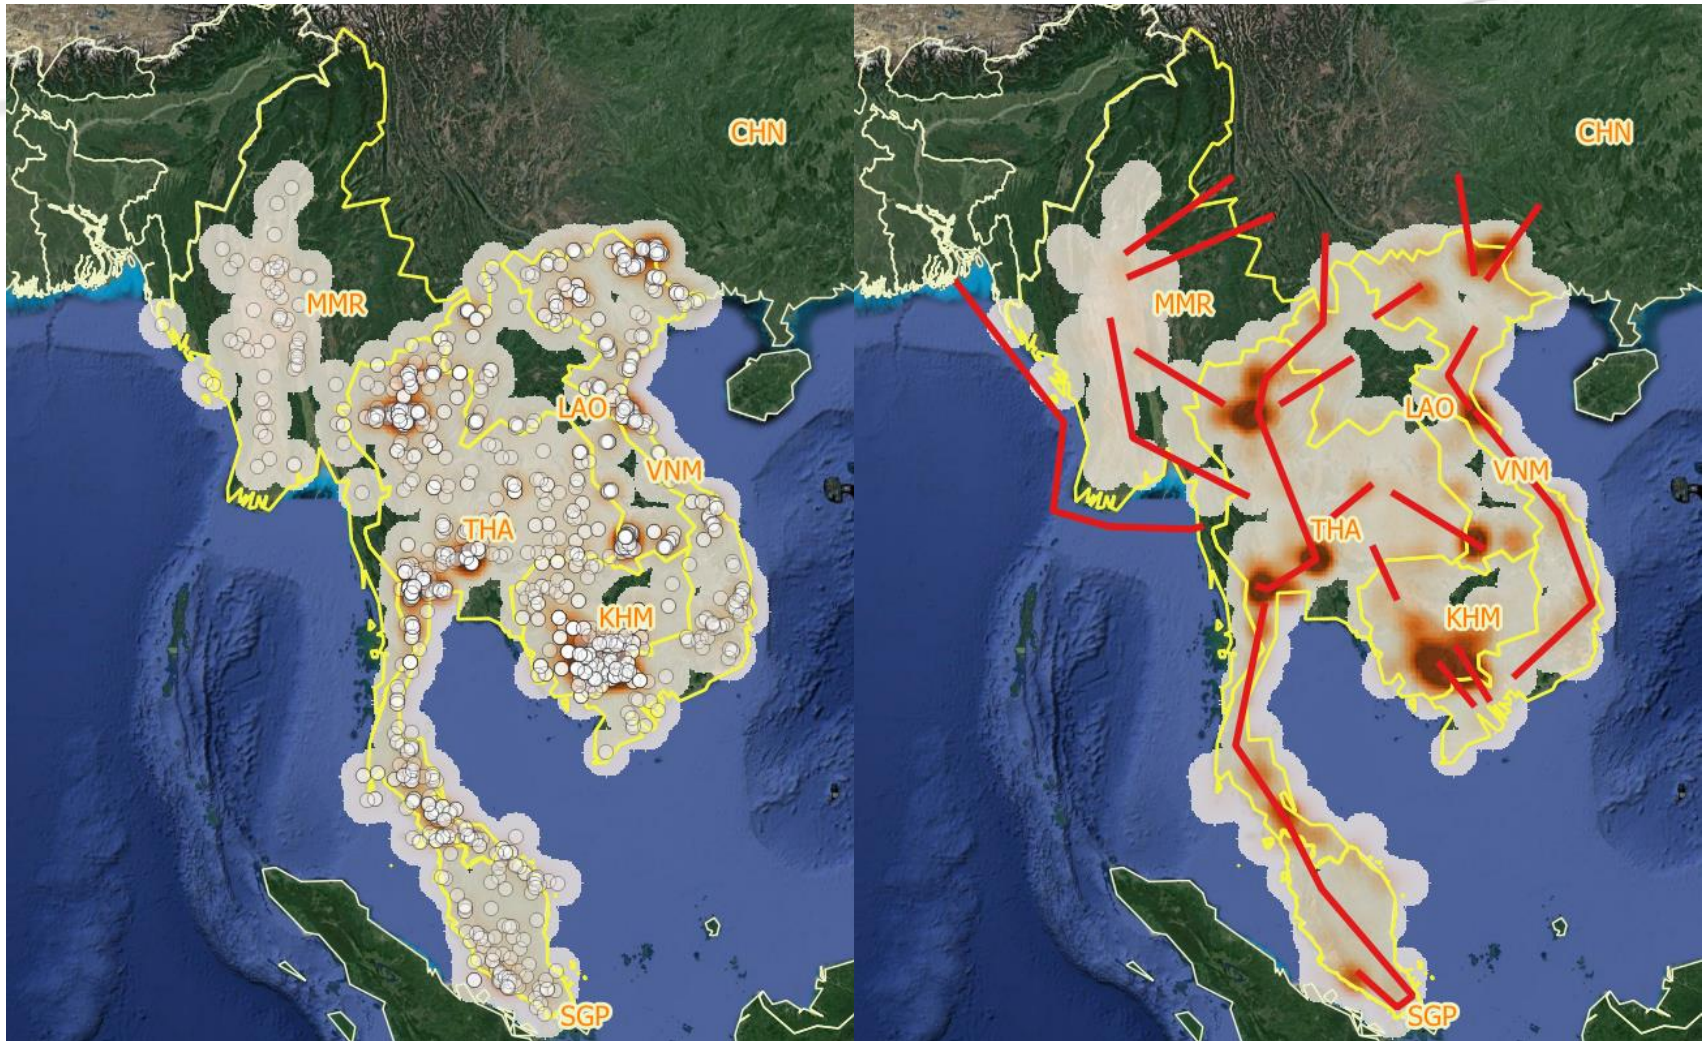 CHN
MMR
LAO
VNM
THA
KHM
SGP
CHN
MMR
LAO
VNM
THA
KHM
SGP